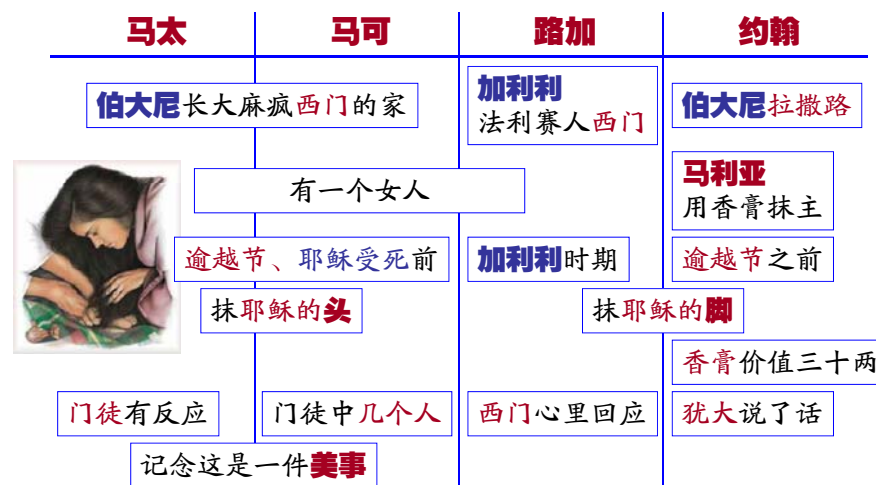 马太 马可 路加 约翰
伯大尼长大麻疯西门的家
加利利
法利赛人西门
伯大尼拉撒路
有一个女人
马利亚
用香膏抹主
逾越节、耶稣受死前
加利利时期
逾越节之前
抹耶稣的头
抹耶稣的脚
香膏价值三十两
门徒有反应
门徒中几个人
西门心里回应
犹大说了话
记念这是一件美事